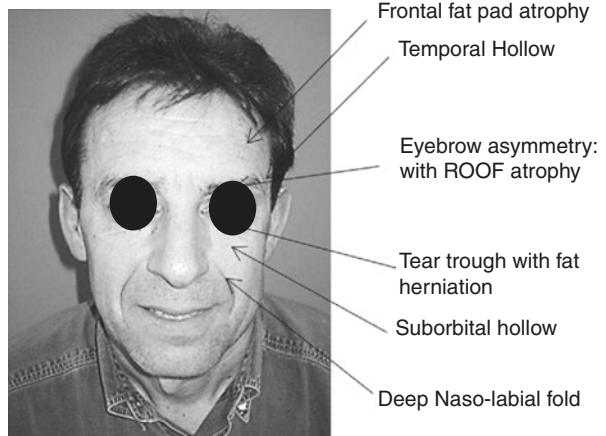 Frontal fat pad atrophy
Temporal Hollow
Eyebrow asymmetry:
with ROOF atrophy
Tear trough with fat
herniation
Suborbital hollow
Deep Naso-labial fold